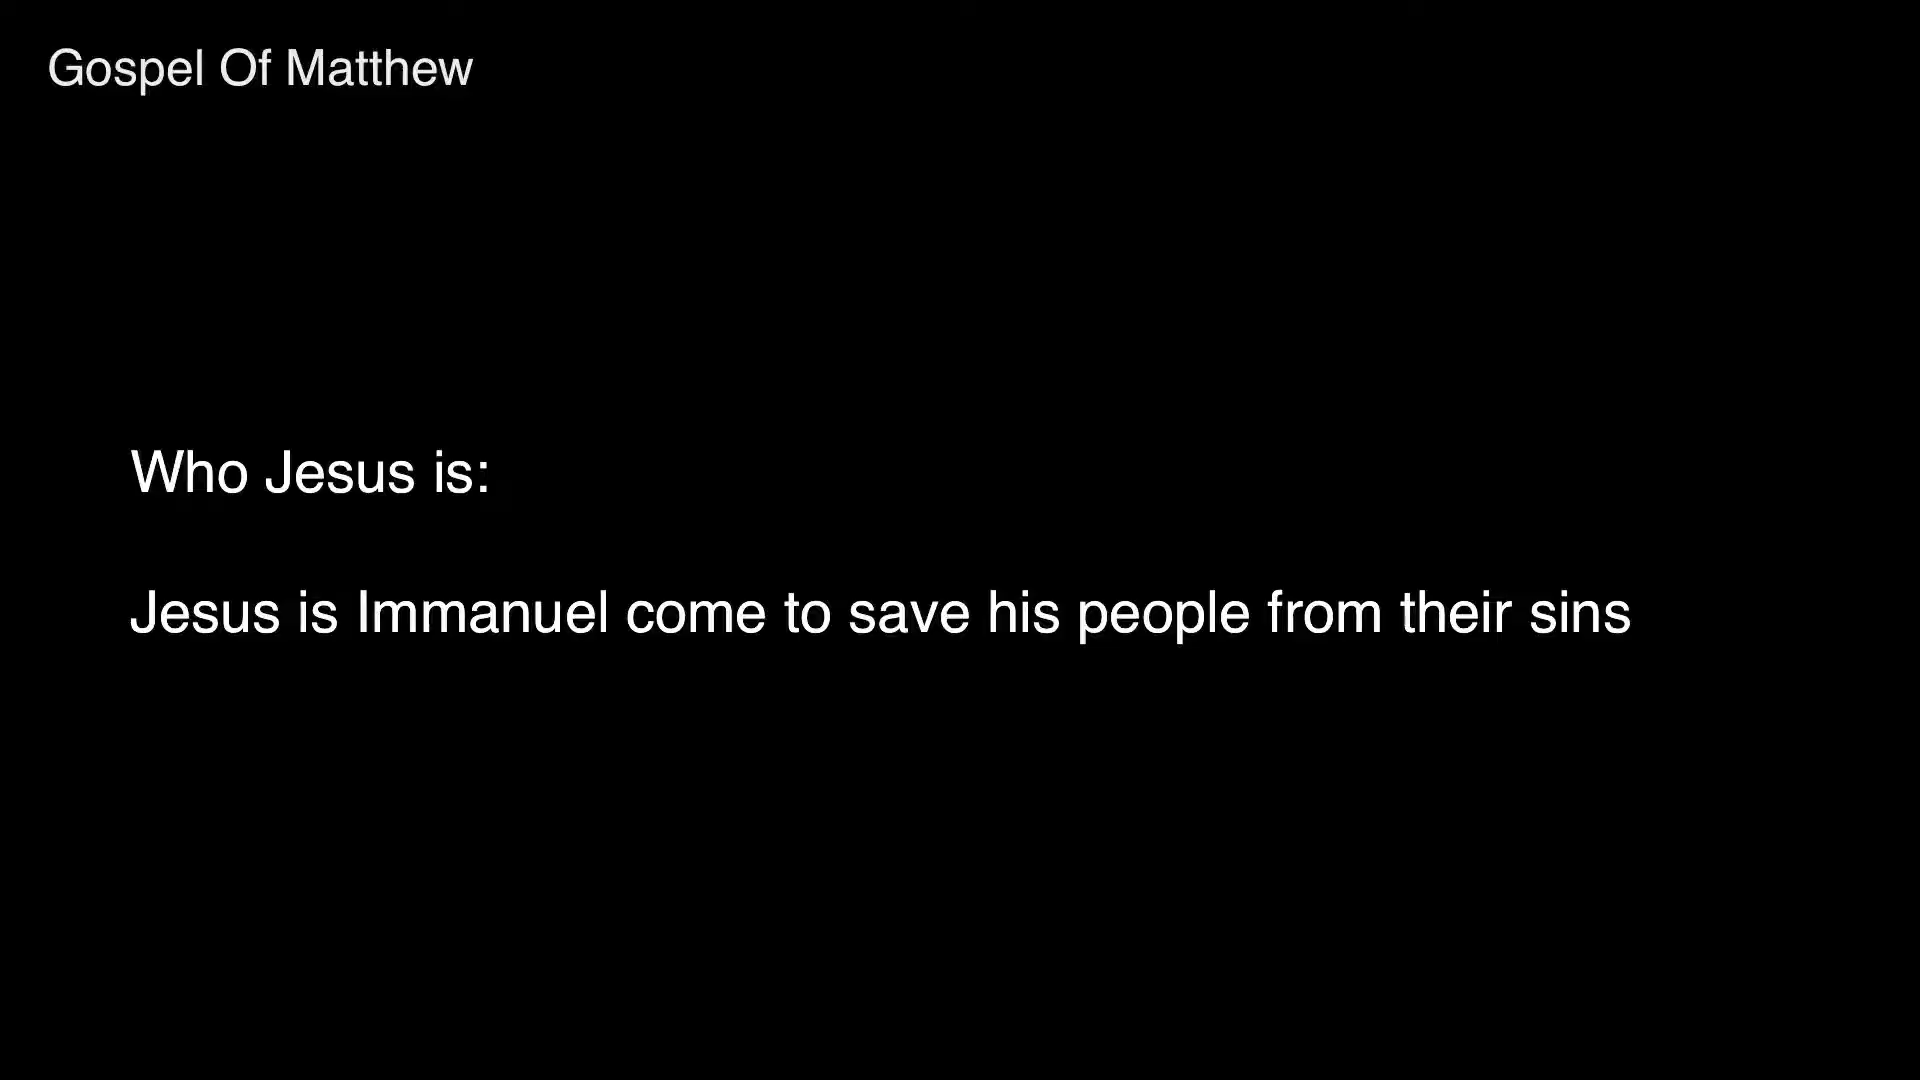 Gospel Of Matthew
Who Jesus is:
Jesus is Immanuel come to save his people from their sins